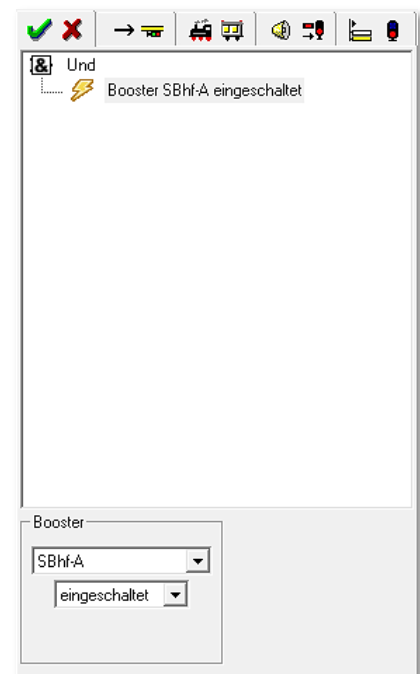 & Und
Booster SBhf-A eingeschaltet
Booster
SBhf-A
eingeschaltet